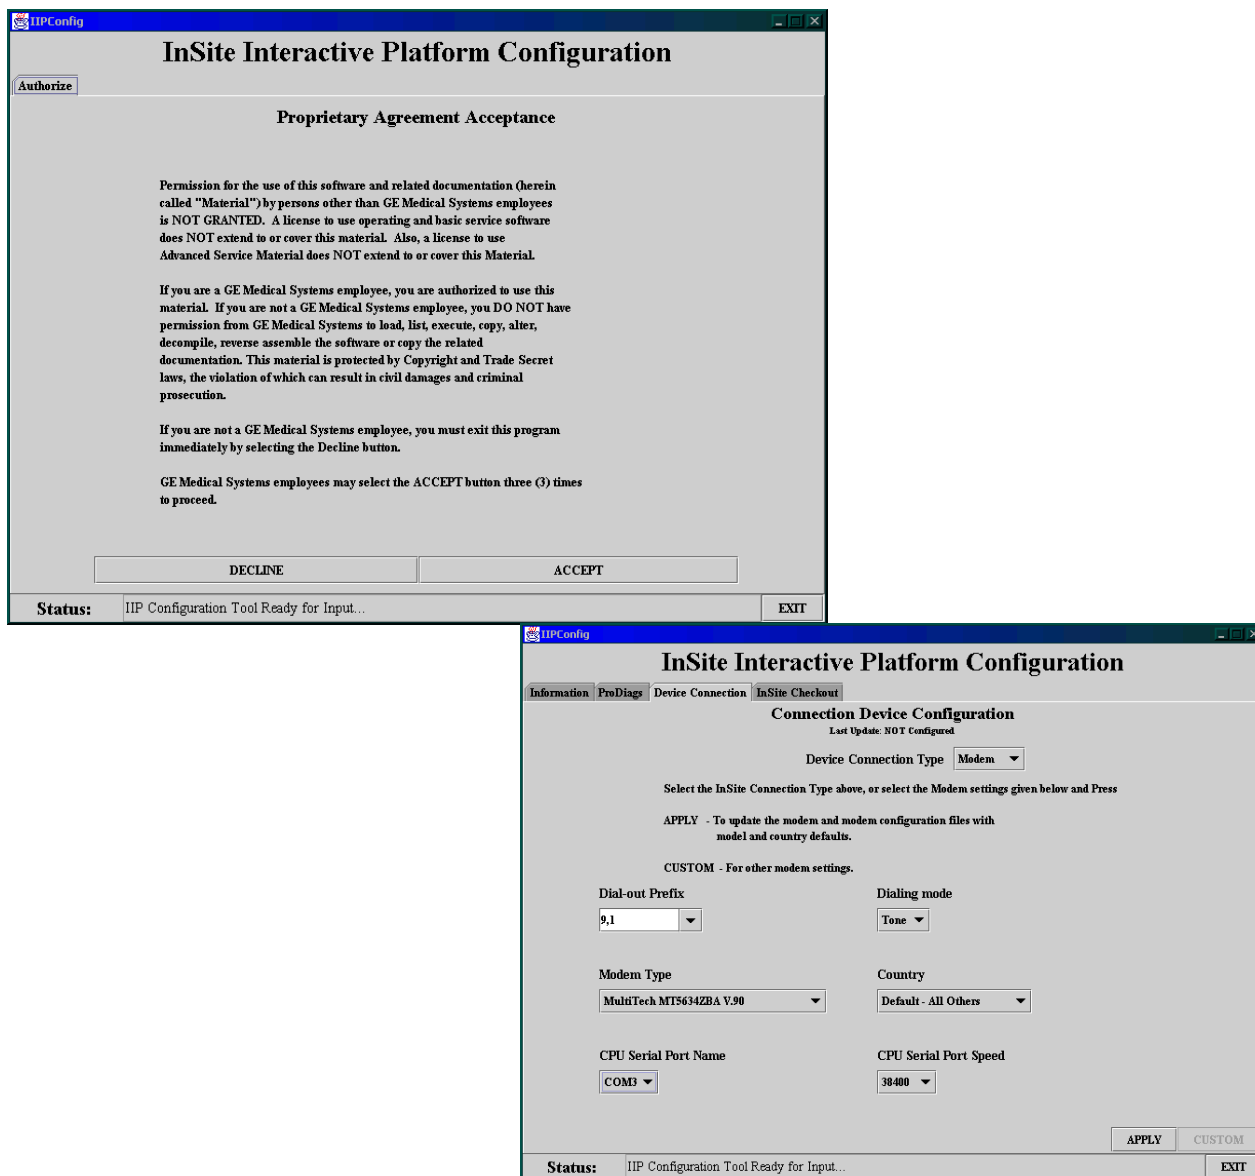 IIPConfig
InSite Interactive Platform Configuration
Authorize
Proprietary Agreement Acceptance
Permission for the use of this software and related documentation (herein
called "Material") by persons other than GE Medical Systems employees
is NOT GRANTED.  A license to use operating and basic service software
does NOT extend to or cover this material.  Also, a license to use
Advanced Service Material does NOT extend to or cover this Material.
If you are a GE Medical Systems employee, you are authorized to use this
material.  If you are not a GE Medical Systems employee, you DO NOT have
permission from GE Medical Systems to load, list, execute, copy, alter,
decompile, reverse assemble the software or copy the related
documentation. This material is protected by Copyright and Trade Secret
laws, the violation of which can result in civil damages and criminal
prosecution.
If you are not a GE Medical Systems employee, you must exit this program
immediately by selecting the Decline button.
GE Medical Systems employees may select the ACCEPT button three (3) times
to proceed.
DECLINE ACCEPT
Status: IIP Configuration Tool Ready for Input... EXIT
IIPConfig
InSite Interactive Platform Configuration
Information ProDiags Device Connection InSite Checkout
Connection Device Configuration
Last Update: NOT Configured
Device Connection Type Modem
Select the InSite Connection Type above, or select the Modem settings given below and Press
APPLY - To update the modem and modem configuration files with
model and country defaults.
CUSTOM - For other modem settings.
Dial-out Prefix Dialing mode
9,1 Tone
Modem Type Country
MultiTech MT5634ZBA V.90 Default - All Others
CPU Serial Port Name CPU Serial Port Speed
COM3 38400
APPLY CUSTOM
Status: IIP Configuration Tool Ready for Input... EXIT